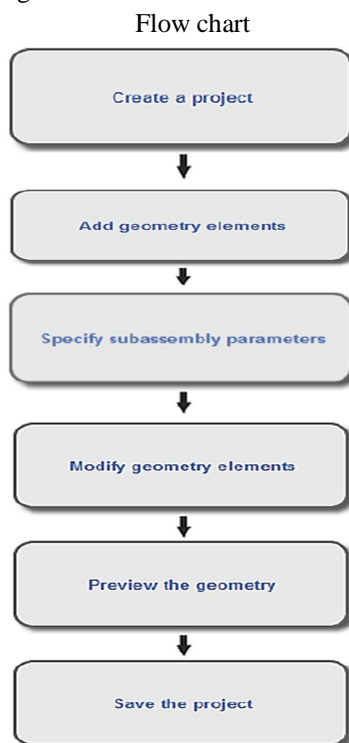 Flow chart
Create a project
Add geometry elements
Specify subassembly parameters
Modify geometry elements
Preview the geometry
Save the project